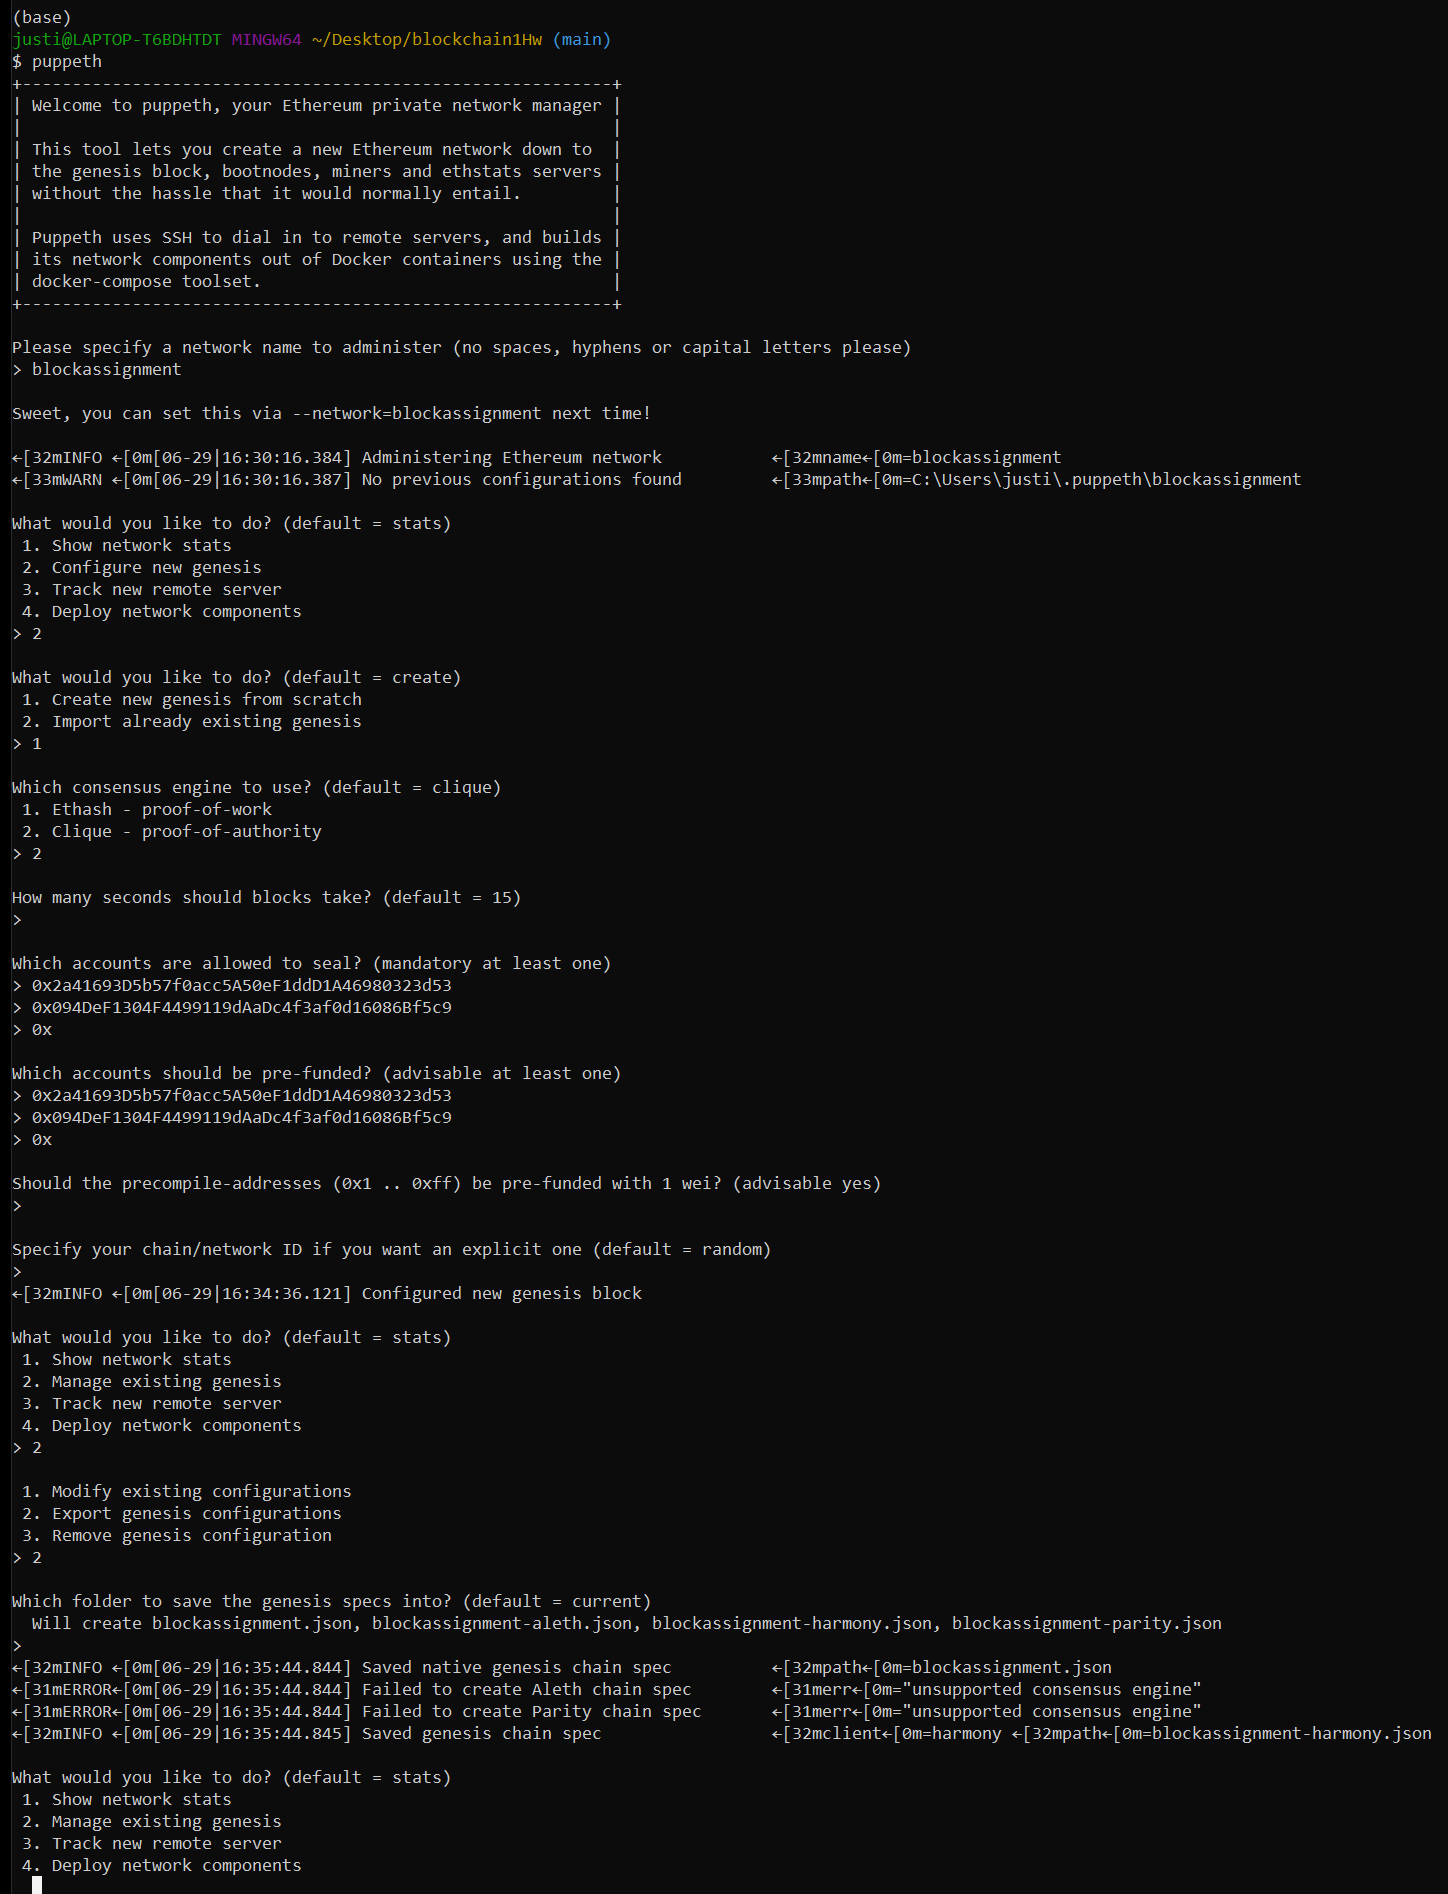 (base)
justi@LAPTOP-T6BDHTDT MINGW64 ~/Desktop/blockchain1Hw (main)
$ puppeth
+-----------------------------------------------------------+
| Welcome to puppeth, your Ethereum private network manager |
|                                                           |
| This tool lets you create a new Ethereum network down to  |
| the genesis block, bootnodes, miners and ethstats servers |
| without the hassle that it would normally entail.         |
|                                                           |
| Puppeth uses SSH to dial in to remote servers, and builds |
| its network components out of Docker containers using the |
| docker-compose toolset.                                   |
+-----------------------------------------------------------+
Please specify a network name to administer (no spaces, hyphens or capital letters please)
> blockassignment
Sweet, you can set this via --network=blockassignment next time!
←[32mINFO ←[0m[06-29|16:30:16.384] Administering Ethereum network           ←[32mname←[0m=blockassignment
←[33mWARN ←[0m[06-29|16:30:16.387] No previous configurations found         ←[33mpath←[0m=C:\Users\justi\.puppeth\blockassignment
What would you like to do? (default = stats)
 1. Show network stats
 2. Configure new genesis
 3. Track new remote server
 4. Deploy network components
> 2
What would you like to do? (default = create)
 1. Create new genesis from scratch
 2. Import already existing genesis
> 1
Which consensus engine to use? (default = clique)
 1. Ethash - proof-of-work
 2. Clique - proof-of-authority
> 2
How many seconds should blocks take? (default = 15)
>
Which accounts are allowed to seal? (mandatory at least one)
> 0x2a41693D5b57f0acc5A50eF1ddD1A46980323d53
> 0x094DeF1304F4499119dAaDc4f3af0d16086Bf5c9
> 0x
Which accounts should be pre-funded? (advisable at least one)
> 0x2a41693D5b57f0acc5A50eF1ddD1A46980323d53
> 0x094DeF1304F4499119dAaDc4f3af0d16086Bf5c9
> 0x
Should the precompile-addresses (0x1 .. 0xff) be pre-funded with 1 wei? (advisable yes)
>
Specify your chain/network ID if you want an explicit one (default = random)
>
←[32mINFO ←[0m[06-29|16:34:36.121] Configured new genesis block
What would you like to do? (default = stats)
 1. Show network stats
 2. Manage existing genesis
 3. Track new remote server
 4. Deploy network components
> 2
 1. Modify existing configurations
 2. Export genesis configurations
 3. Remove genesis configuration
> 2
Which folder to save the genesis specs into? (default = current)
  Will create blockassignment.json, blockassignment-aleth.json, blockassignment-harmony.json, blockassignment-parity.json
>
←[32mINFO ←[0m[06-29|16:35:44.844] Saved native genesis chain spec          ←[32mpath←[0m=blockassignment.json
←[31mERROR←[0m[06-29|16:35:44.844] Failed to create Aleth chain spec        ←[31merr←[0m="unsupported consensus engine"
←[31mERROR←[0m[06-29|16:35:44.844] Failed to create Parity chain spec       ←[31merr←[0m="unsupported consensus engine"
←[32mINFO ←[0m[06-29|16:35:44.845] Saved genesis chain spec                 ←[32mclient←[0m=harmony ←[32mpath←[0m=blockassignment-harmony.json
What would you like to do? (default = stats)
 1. Show network stats
 2. Manage existing genesis
 3. Track new remote server
 4. Deploy network components